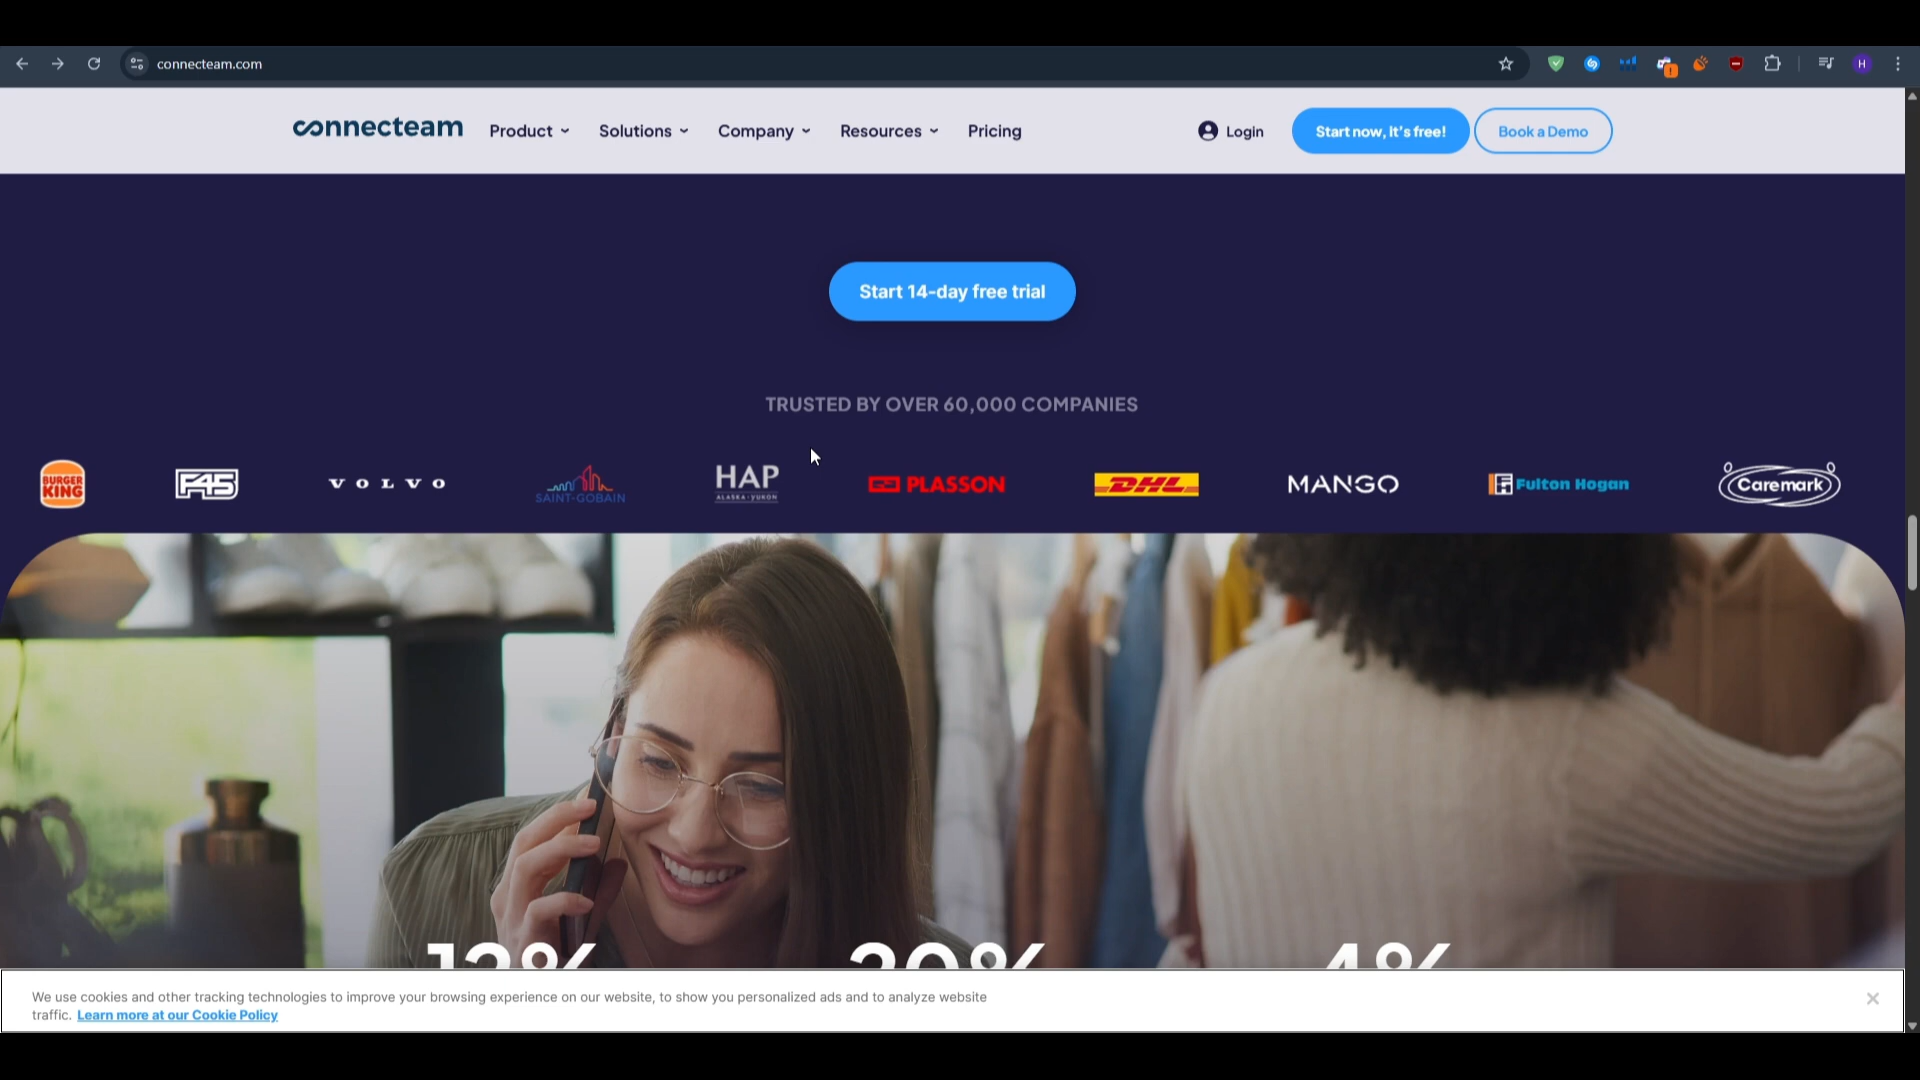 connecteam.com
H
connecteam
Product
Solutions
Company
Resources
Pricing
Login
Start now, It's free!
Book a Demo
Start 14-day free trial
TRUSTED BY OVER 60,000 COMPANIES
BURGER KING
F45
VOLVO
SAINT-GOBAIN
HAP
ALASKA · YUKON
PLASSON
DHL
MANGO
Fulton Hogan
Caremark
12%
20%
4%
We use cookies and other tracking technologies to improve your browsing experience on our website, to show you personalized ads and to analyze website
traffic. Learn more at our Cookie Policy